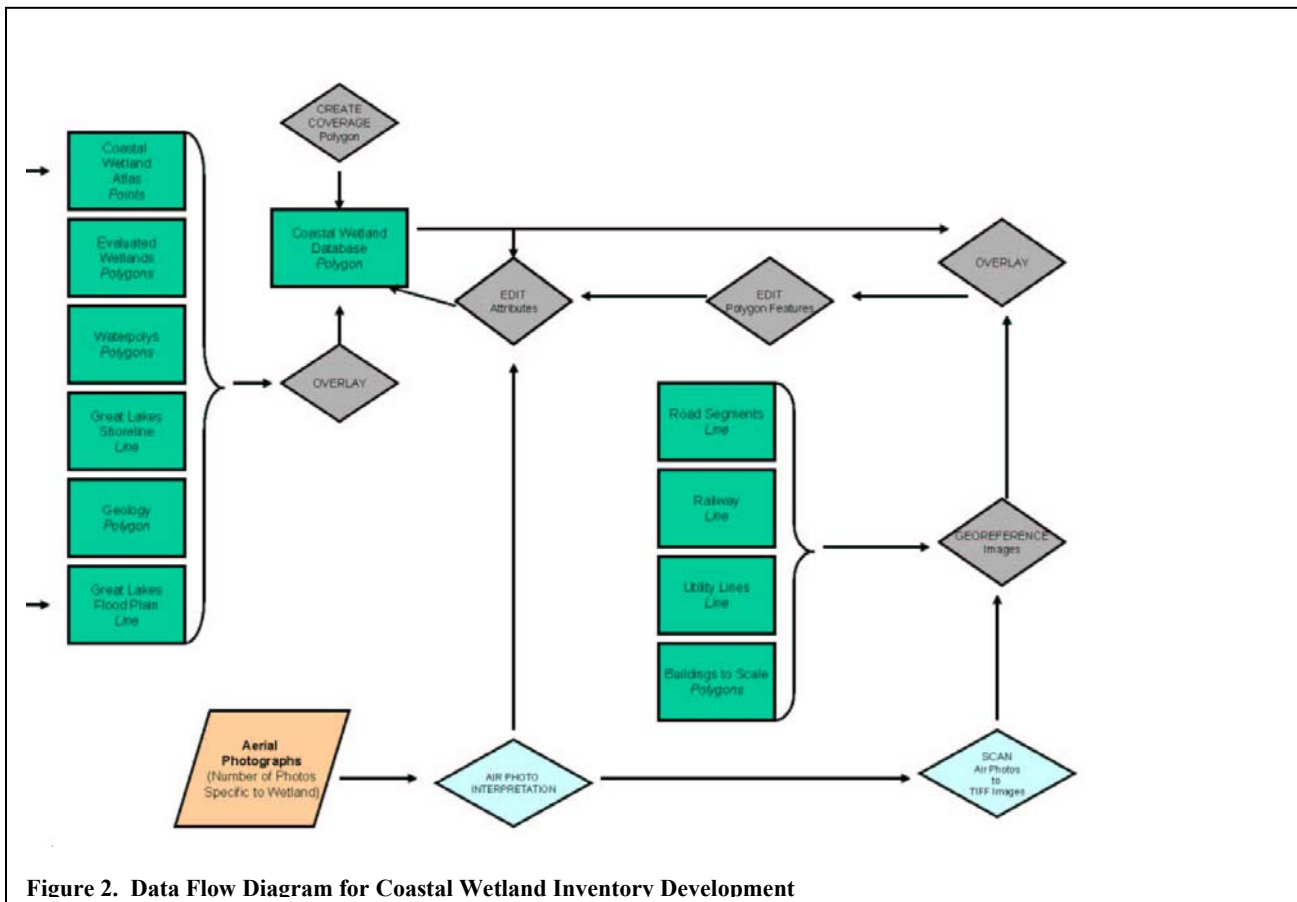 CREATE
COVERAGE
Polygon
Coastal
Wetland
Atlas
Points
Evaluated
Wetlands
Polygons
Waterpolys
Polygons
Great Lakes
Shoreline
Line
Geology
Polygon
Great Lakes
Flood Plain
Line
Coastal Wetland
Database
Polygon
OVERLAY
EDIT
Attributes
EDIT
Polygon Features
OVERLAY
Road Segments
Line
Railway
Line
Utility Lines
Line
Buildings to Scale
Polygons
GEOREFERENCE
Images
Aerial
Photographs
(Number of Photos
Specific to Wetland)
AIR PHOTO
INTERPRETATION
SCAN
Air Photos
to
TIFF Images
Figure 2. Data Flow Diagram for Coastal Wetland Inventory Development